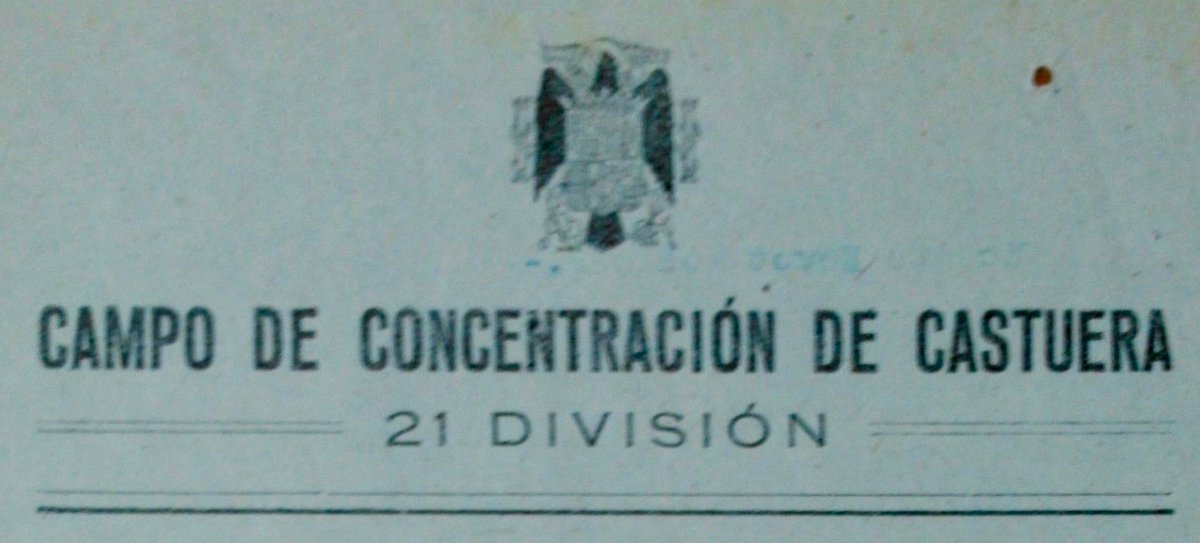 CAMPO DE CONCENTRACIÓN DE CASTUERA
21 DIVISIÓN